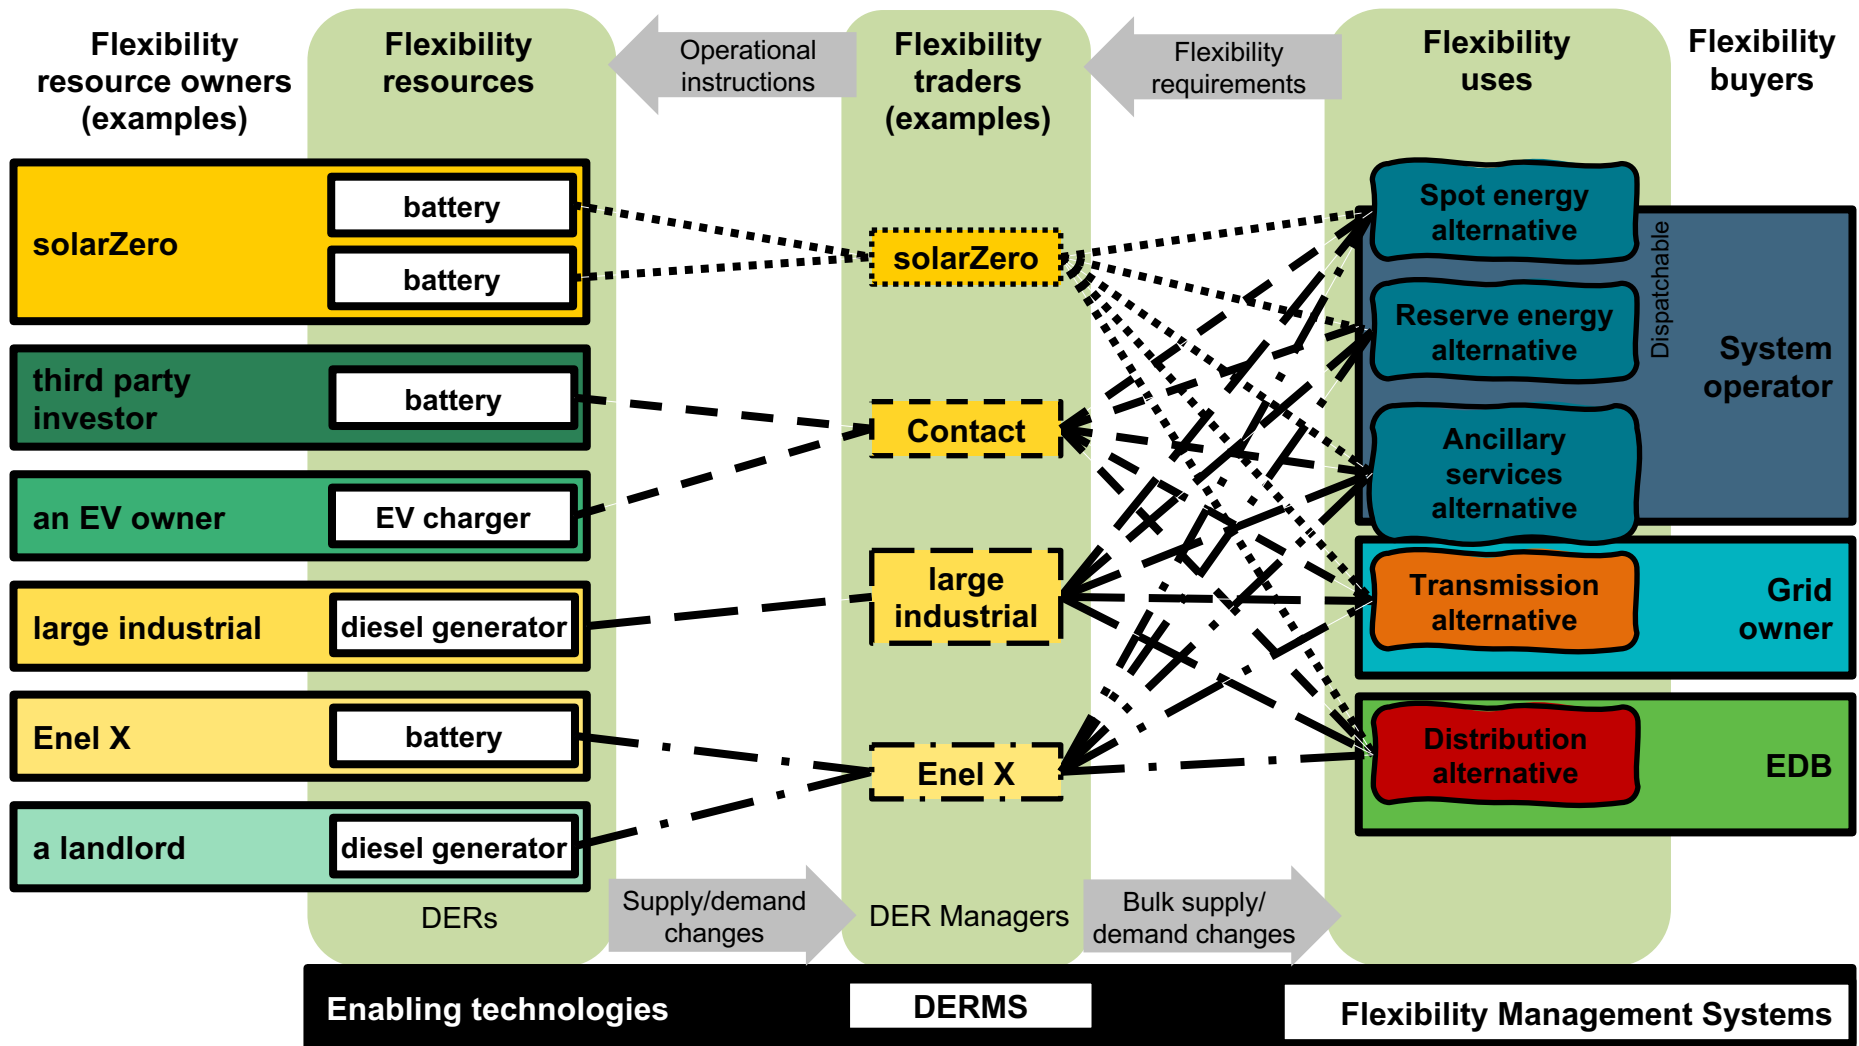 Flexibility
resource owners
(examples)
Flexibility
resources
Operational
instructions
Flexibility
traders
(examples)
Flexibility
requirements
Flexibility
uses
Flexibility
buyers
solarZero
battery
battery
third party
investor
battery
an EV owner
EV charger
large industrial
diesel generator
Enel X
battery
a landlord
diesel generator
DERs
solarZero
Contact
large
industrial
Enel X
DER Managers
Spot energy
alternative
Reserve energy
alternative
Ancillary
services
alternative
Dispatchable
System
operator
Transmission
alternative
Grid
owner
Distribution
alternative
EDB
Supply/demand
changes
Bulk supply/
demand changes
Enabling technologies
DERMS
Flexibility Management Systems